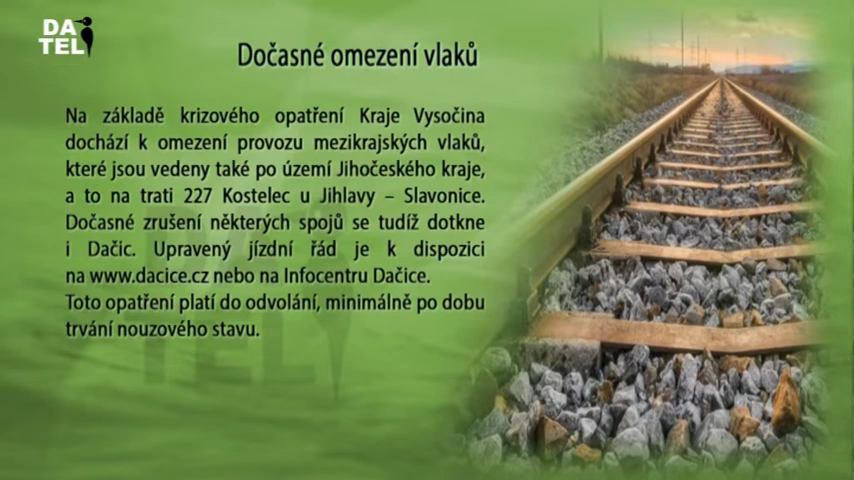 DA
TEL
Dočasné omezení vlaků
Na základě krizového opatření Kraje Vysočina
dochází k omezení provozu mezikrajských vlaků,
které jsou vedeny také po území Jihočeského kraje,
a to na trati 227 Kostelec u Jihlavy – Slavonice.
Dočasné zrušení některých spojů se tudíž dotkne
i Dačic. Upravený jízdní řád je k dispozici
na www.dacice.cz nebo na Infocentru Dačice.
Toto opatření platí do odvolání, minimálně po dobu
trvání nouzového stavu.
TEL